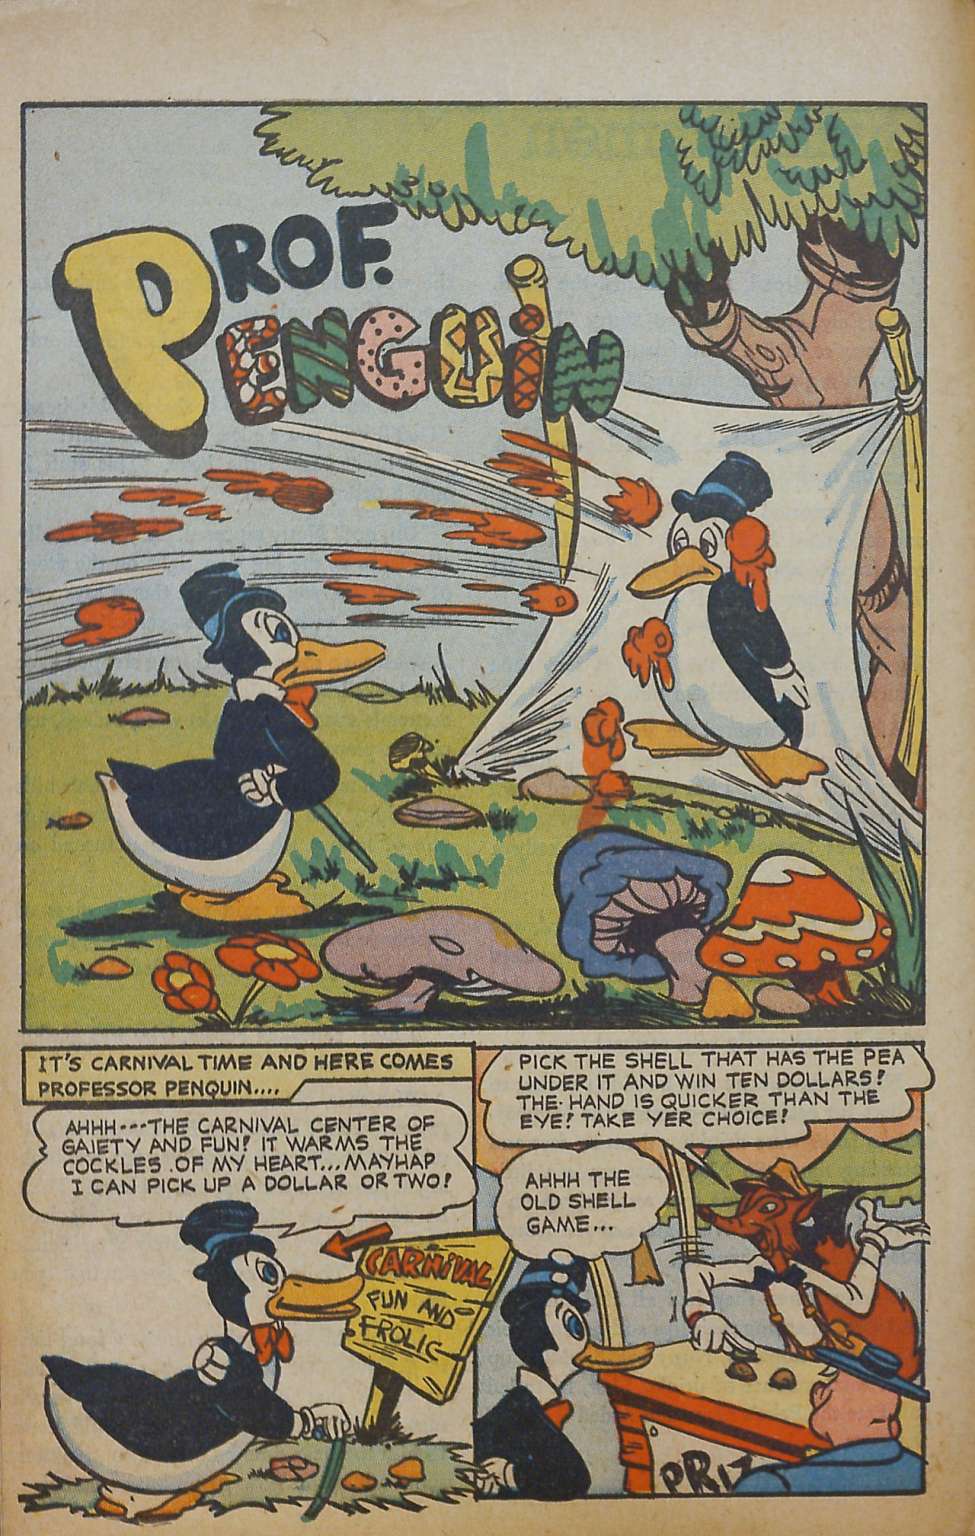 PROF.
PENGUIN
IT'S CARNIVAL TIME AND HERE COMES
PROFESSOR PENQUIN....
AHHH---THE CARNIVAL CENTER OF
GAIETY AND FUN! IT WARMS THE
COCKLES OF MY HEART...MAYHAP
I CAN PICK UP A DOLLAR OR TWO!
CARNIVAL
FUN AND
FROLIC
PICK THE SHELL THAT HAS THE PEA
UNDER IT AND WIN TEN DOLLARS!
THE HAND IS QUICKER THAN THE
EYE! TAKE YER CHOICE!
AHHH THE
OLD SHELL
GAME...